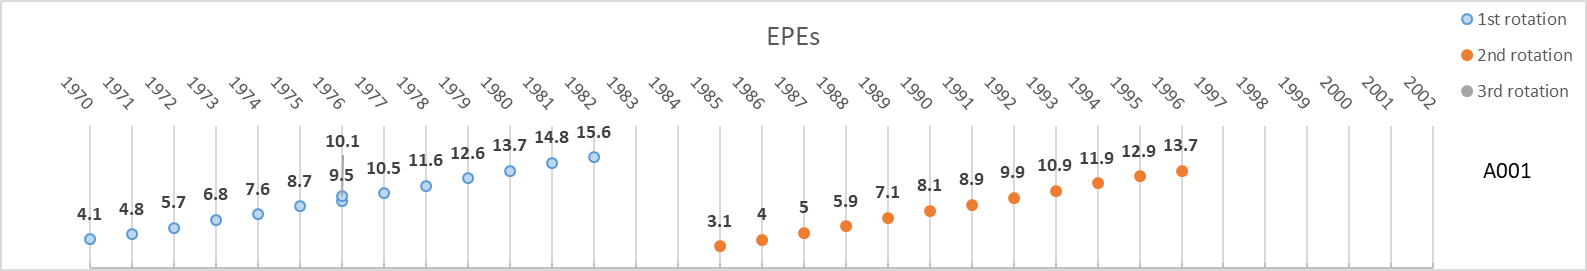 EPEs
1st rotation
2nd rotation
3rd rotation
1970 1971 1972 1973 1974 1975 1976 1977 1978 1979 1980 1981 1982 1983 1984 1985 1986 1987 1988 1989 1990 1991 1992 1993 1994 1995 1996 1997 1998 1999 2000 2001 2002
4.1 4.8 5.7 6.8 7.6 8.7 9.5 10.1 10.5 11.6 12.6 13.7 14.8 15.6
3.1 4 5 5.9 7.1 8.1 8.9 9.9 10.9 11.9 12.9 13.7
A001